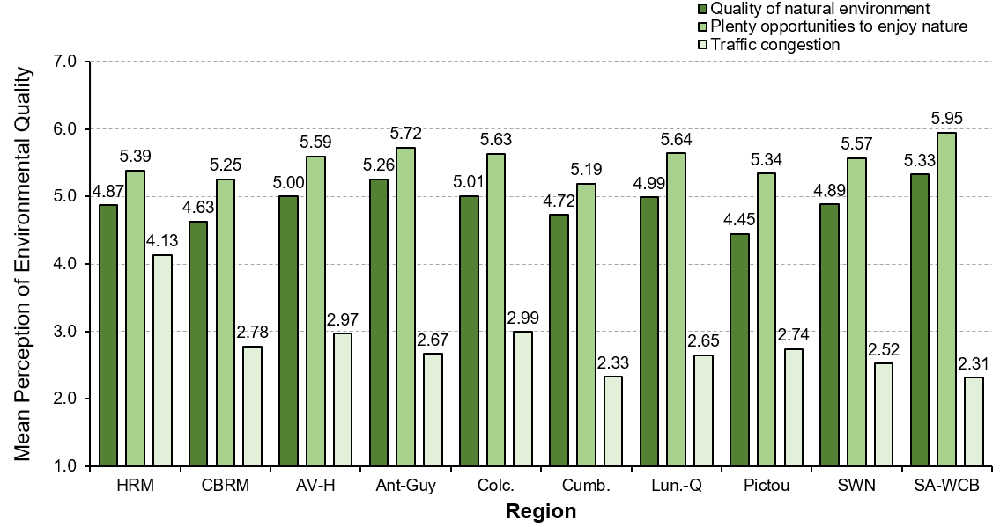 Quality of natural environment
Plenty opportunities to enjoy nature
Traffic congestion
Mean Perception of Environmental Quality
7.0
6.0
5.0
4.0
3.0
2.0
1.0
4.87 5.39 4.13
4.63 5.25 2.78
5.00 5.59 2.97
5.26 5.72 2.67
5.01 5.63 2.99
4.72 5.19 2.33
4.99 5.64 2.65
4.45 5.34 2.74
4.89 5.57 2.52
5.33 5.95 2.31
HRM CBRM AV-H Ant-Guy Colc. Cumb. Lun.-Q Pictou SWN SA-WCB
Region